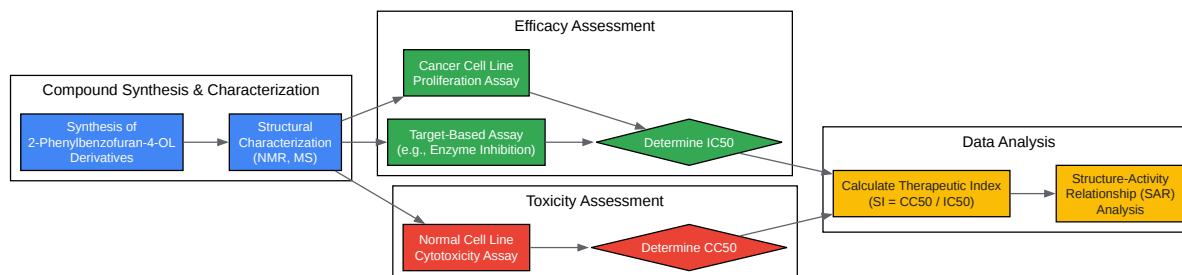 Compound Synthesis & Characterization
Synthesis of
2-Phenylbenzofuran-4-OL
Derivatives
Structural
Characterization
(NMR, MS)
Efficacy Assessment
Cancer Cell Line
Proliferation Assay
Target-Based Assay
(e.g., Enzyme Inhibition)
Determine IC50
Toxicity Assessment
Normal Cell Line
Cytotoxicity Assay
Determine CC50
Data Analysis
Calculate Therapeutic Index
(SI = CC50 / IC50)
Structure-Activity
Relationship (SAR)
Analysis